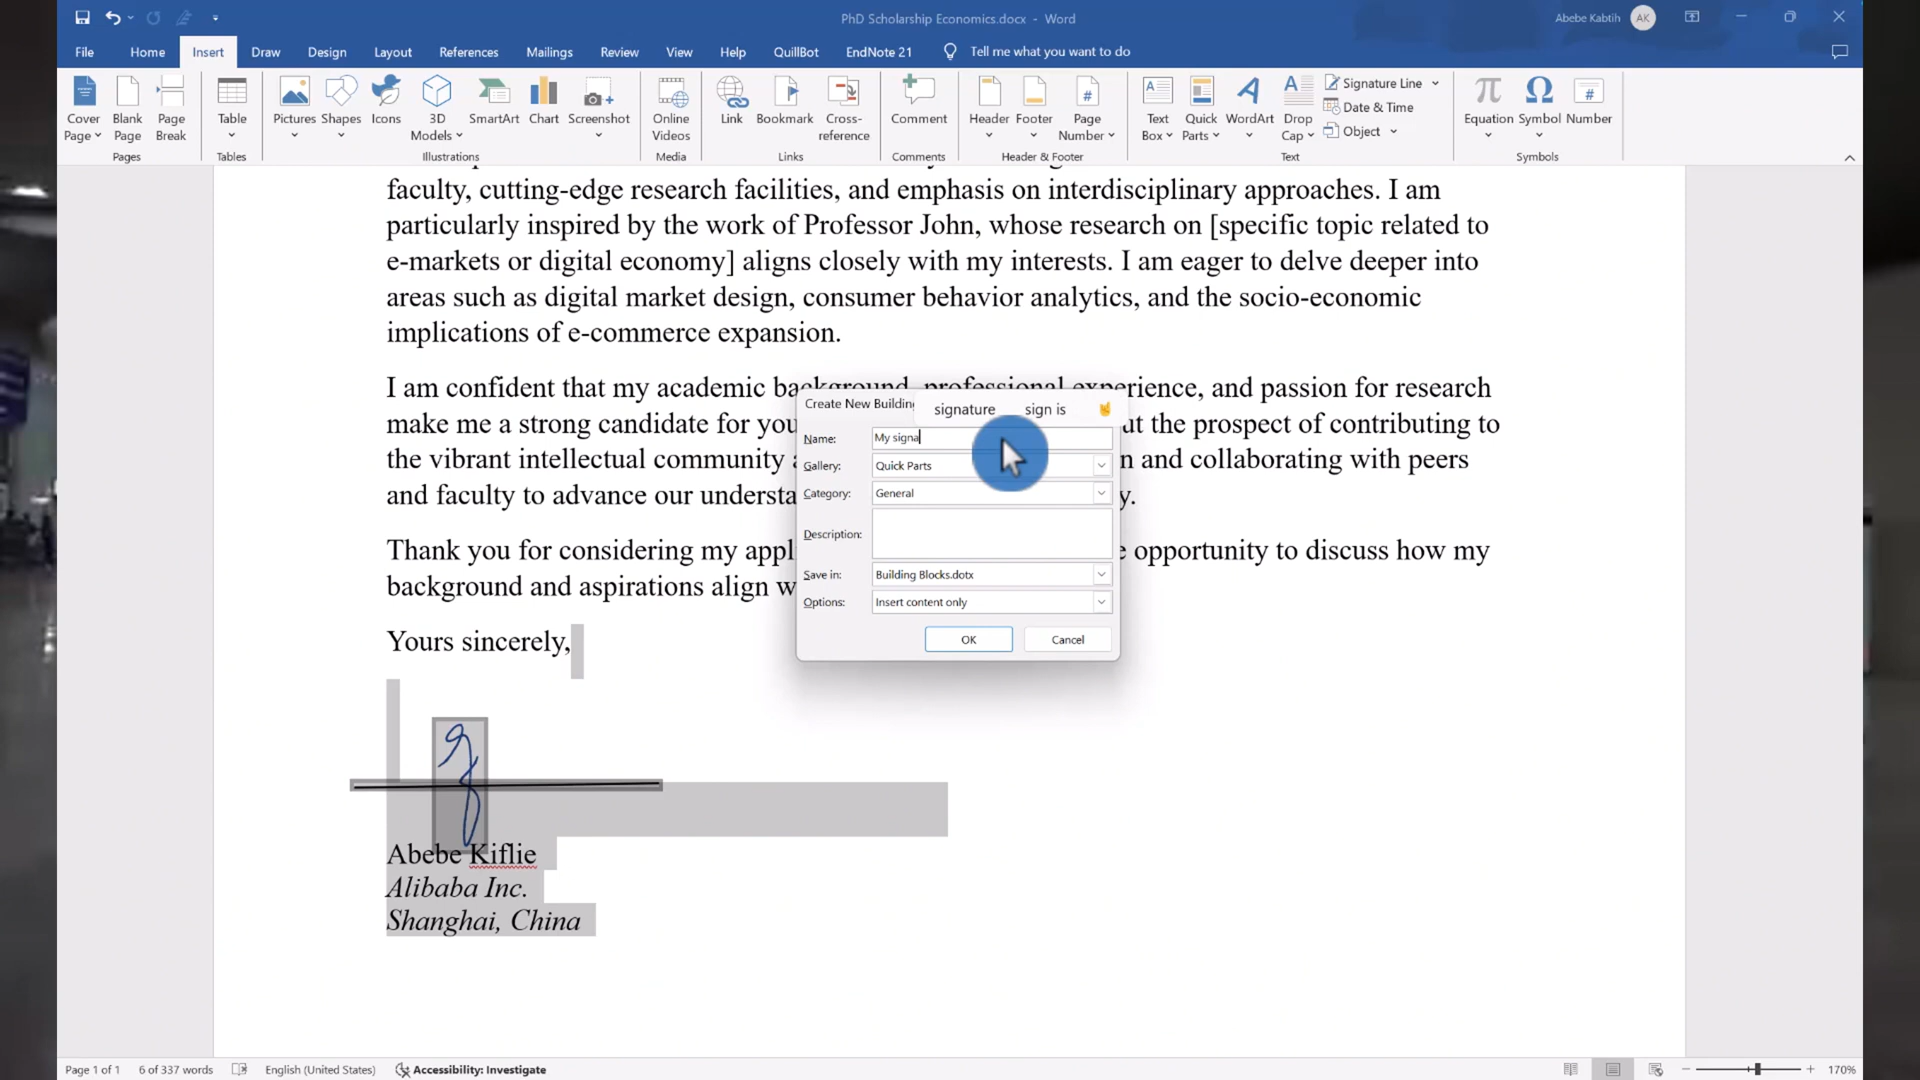 PhD Scholarship Economics.docx - Word
Abebe Kabtih
AK
File Home Insert Draw Design Layout References Mailings Review View Help QuillBot EndNote 21 Tell me what you want to do
Cover Page
Blank Page
Page Break
Table
Pictures
Shapes
Icons
3D Models
SmartArt
Chart
Screenshot
Online Videos
Link
Bookmark
Cross-reference
Comment
Header
Footer
Page Number
Text Box
Quick Parts
WordArt
Drop Cap
Signature Line
Date & Time
Object
Equation
Symbol
Number
Pages Tables Illustrations Media Links Comments Header & Footer Text Symbols
faculty, cutting-edge research facilities, and emphasis on interdisciplinary approaches. I am
particularly inspired by the work of Professor John, whose research on [specific topic related to
e-markets or digital economy] aligns closely with my interests. I am eager to delve deeper into
areas such as digital market design, consumer behavior analytics, and the socio-economic
implications of e-commerce expansion.
I am confident that my academic background, professional experience, and passion for research
make me a strong candidate for you ut the prospect of contributing to
the vibrant intellectual community a n and collaborating with peers
and faculty to advance our understa y.
Thank you for considering my appl e opportunity to discuss how my
background and aspirations align w
Yours sincerely,
Abebe Kiflie
Alibaba Inc.
Shanghai, China
Create New Building
signature sign is 🤘
Name: My signa
Gallery: Quick Parts
Category: General
Description:
Save in: Building Blocks.dotx
Options: Insert content only
OK Cancel
Page 1 of 1 6 of 337 words English (United States) Accessibility: Investigate 170%